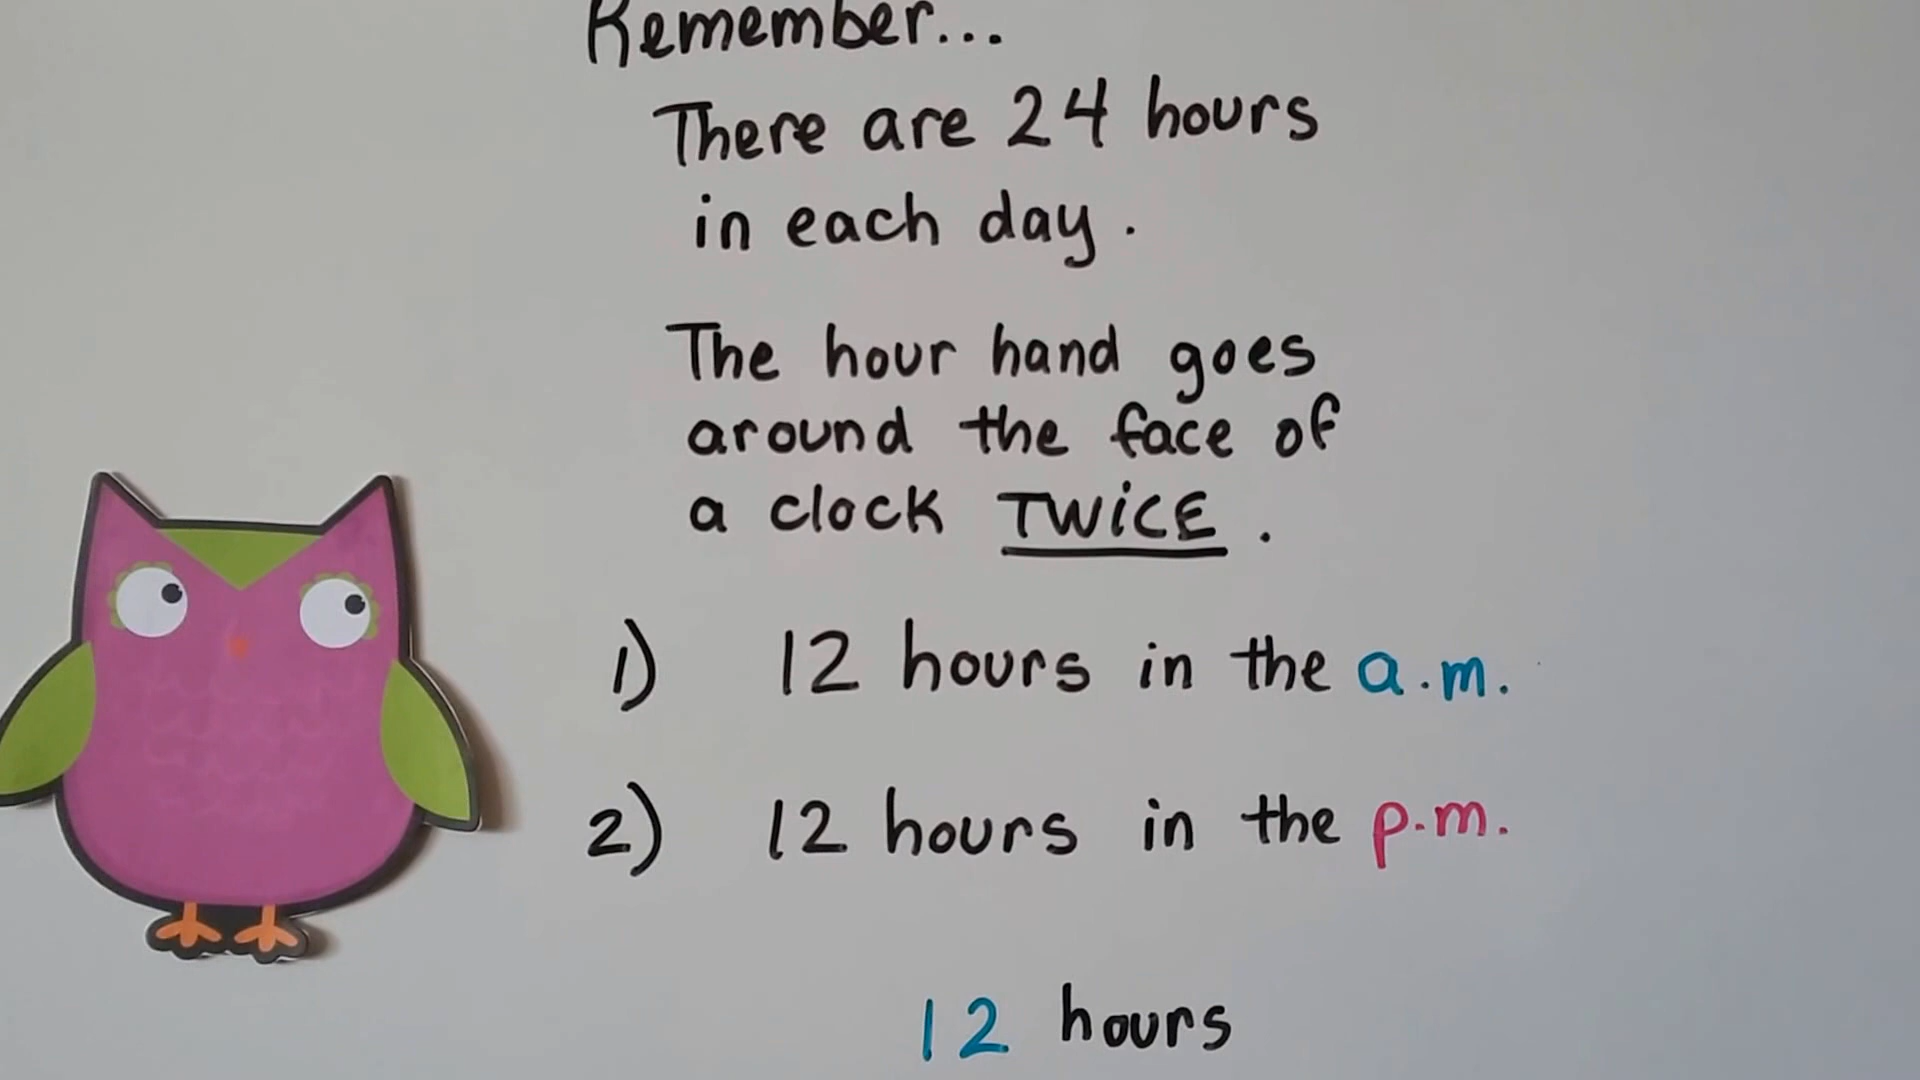 Remember...
There are 24 hours
in each day.
The hour hand goes
around the face of
a clock TWiCE.
1) 12 hours in the a.m.
2) 12 hours in the p.m.
12 hours